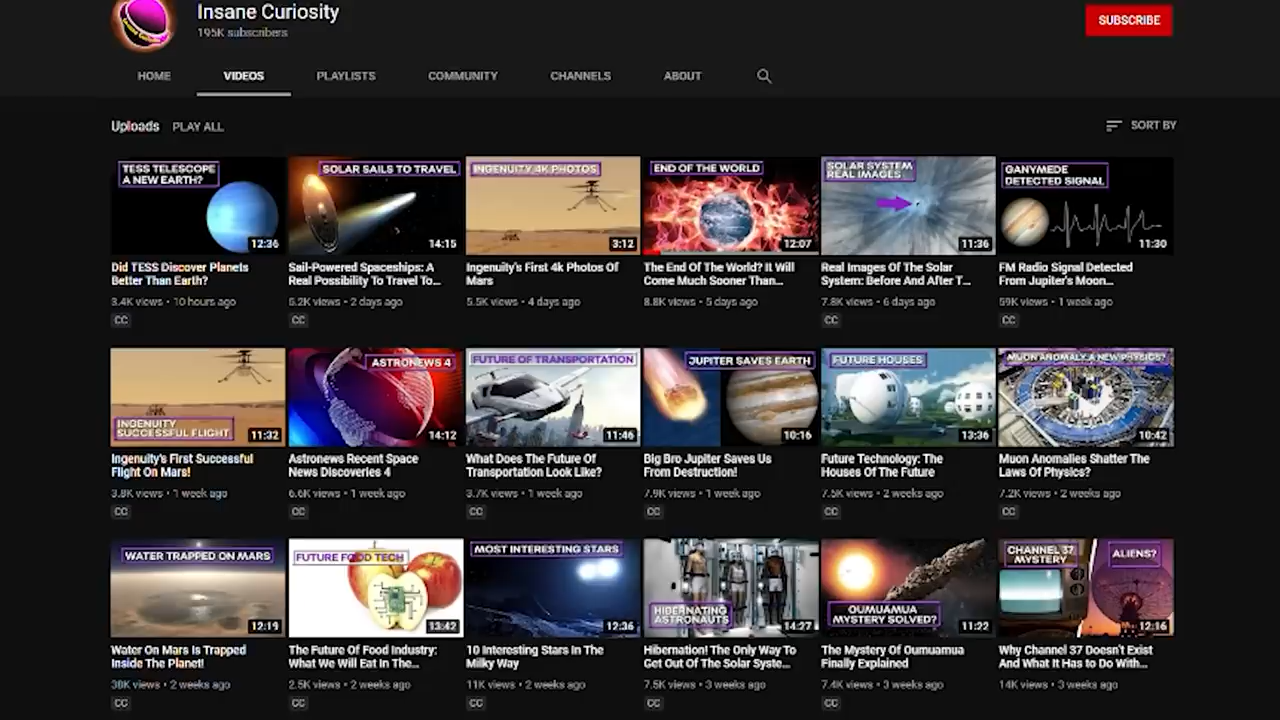 Insane Curiosity
195K subscribers
SUBSCRIBE
HOME VIDEOS PLAYLISTS COMMUNITY CHANNELS ABOUT
Uploads PLAY ALL SORT BY
TESS TELESCOPE
A NEW EARTH?
12:36
SOLAR SAILS TO TRAVEL
14:15
INGENUITY 4K PHOTOS
3:12
END OF THE WORLD
12:07
SOLAR SYSTEM
REAL IMAGES
11:36
GANYMEDE
DETECTED SIGNAL
11:30
Did TESS Discover Planets
Better Than Earth?
3.4K views • 10 hours ago
CC
Sail-Powered Spaceships: A
Real Possibility To Travel To...
6.2K views • 2 days ago
CC
Ingenuity's First 4k Photos Of
Mars
5.5K views • 4 days ago
The End Of The World? It Will
Come Much Sooner Than...
8.8K views • 5 days ago
Real Images Of The Solar
System: Before And After T...
7.8K views • 6 days ago
CC
FM Radio Signal Detected
From Jupiter's Moon...
59K views • 1 week ago
CC
INGENUITY
SUCCESSFUL FLIGHT
11:32
ASTRONEWS 4
14:12
FUTURE OF TRANSPORTATION
11:46
JUPITER SAVES EARTH
10:16
FUTURE HOUSES
13:36
MUON ANOMALY A NEW PHYSICS?
10:42
Ingenuity's First Successful
Flight On Mars!
3.8K views • 1 week ago
CC
Astronews Recent Space
News Discoveries 4
6.6K views • 1 week ago
CC
What Does The Future Of
Transportation Look Like?
3.7K views • 1 week ago
CC
Big Bro Jupiter Saves Us
From Destruction!
7.9K views • 1 week ago
CC
Future Technology: The
Houses Of The Future
7.5K views • 2 weeks ago
CC
Muon Anomalies Shatter The
Laws Of Physics?
7.2K views • 2 weeks ago
CC
WATER TRAPPED ON MARS
12:19
FUTURE FOOD TECH
13:42
MOST INTERESTING STARS
12:36
HIBERNATING
ASTRONAUTS
14:27
OUMUAMUA
MYSTERY SOLVED?
11:22
CHANNEL 37
MYSTERY
ALIENS?
12:16
Water On Mars Is Trapped
Inside The Planet!
38K views • 2 weeks ago
CC
The Future Of Food Industry:
What We Will Eat In The...
2.5K views • 2 weeks ago
CC
10 Interesting Stars In The
Milky Way
11K views • 2 weeks ago
CC
Hibernation! The Only Way To
Get Out Of The Solar Syste...
7.5K views • 3 weeks ago
CC
The Mystery Of Oumuamua
Finally Explained
7.4K views • 3 weeks ago
CC
Why Channel 37 Doesn't Exist
And What It Has to Do With...
14K views • 3 weeks ago
CC